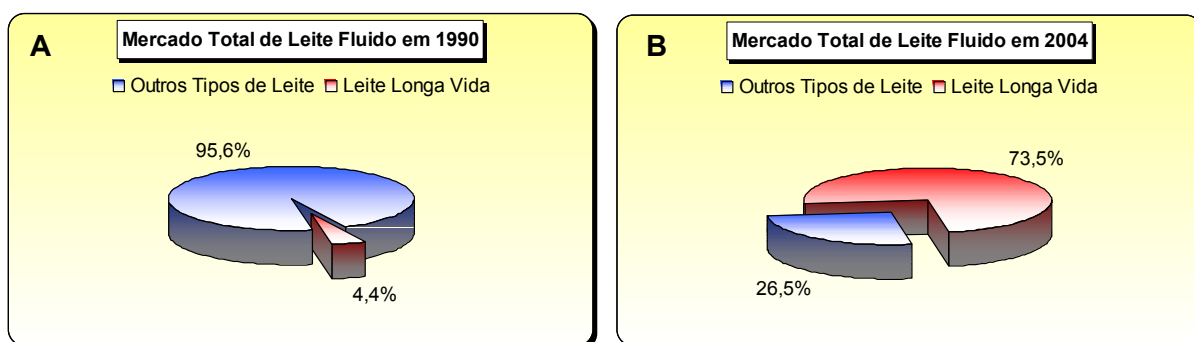 A
Mercado Total de Leite Fluido em 1990
Outros Tipos de Leite Leite Longa Vida
95,6%
4,4%
B
Mercado Total de Leite Fluido em 2004
Outros Tipos de Leite Leite Longa Vida
73,5%
26,5%